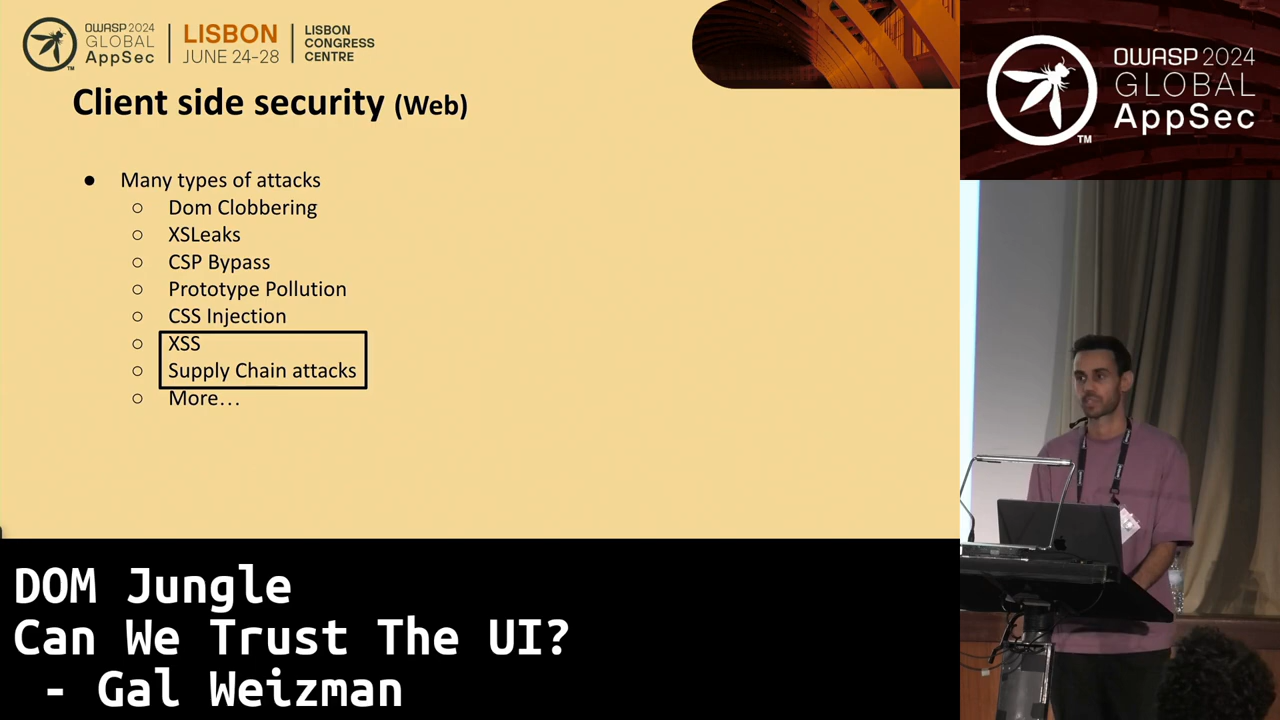 OWASP 2024
GLOBAL
AppSec
TM
LISBON
JUNE 24-28
LISBON
CONGRESS
CENTRE
Client side security (Web)
● Many types of attacks
○ Dom Clobbering
○ XSLeaks
○ CSP Bypass
○ Prototype Pollution
○ CSS Injection
○ XSS
○ Supply Chain attacks
○ More…
OWASP 2024
GLOBAL
AppSec
TM
DOM Jungle
Can We Trust The UI?
- Gal Weizman